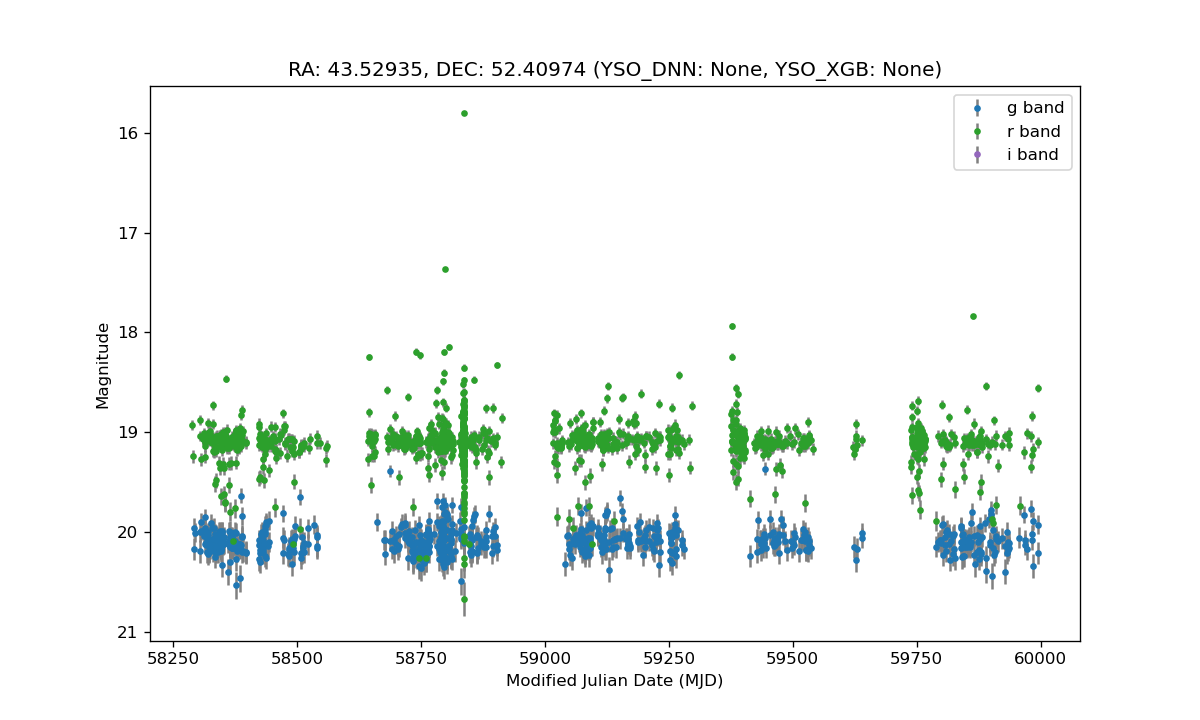 RA: 43.52935, DEC: 52.40974 (YSO_DNN: None, YSO_XGB: None)
g band
r band
i band
16
17
18
19
20
21
Magnitude
58250 58500 58750 59000 59250 59500 59750 60000
Modified Julian Date (MJD)